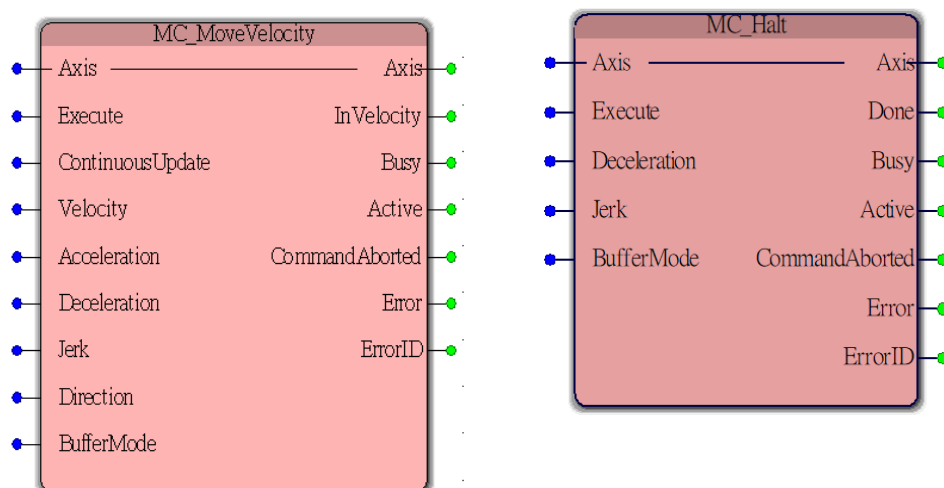 MC_MoveVelocity
Axis Axis
Execute InVelocity
ContinuousUpdate Busy
Velocity Active
Acceleration CommandAborted
Deceleration Error
Jerk ErrorID
Direction
BufferMode
MC_Halt
Axis Axis
Execute Done
Deceleration Busy
Jerk Active
BufferMode CommandAborted
Error
ErrorID